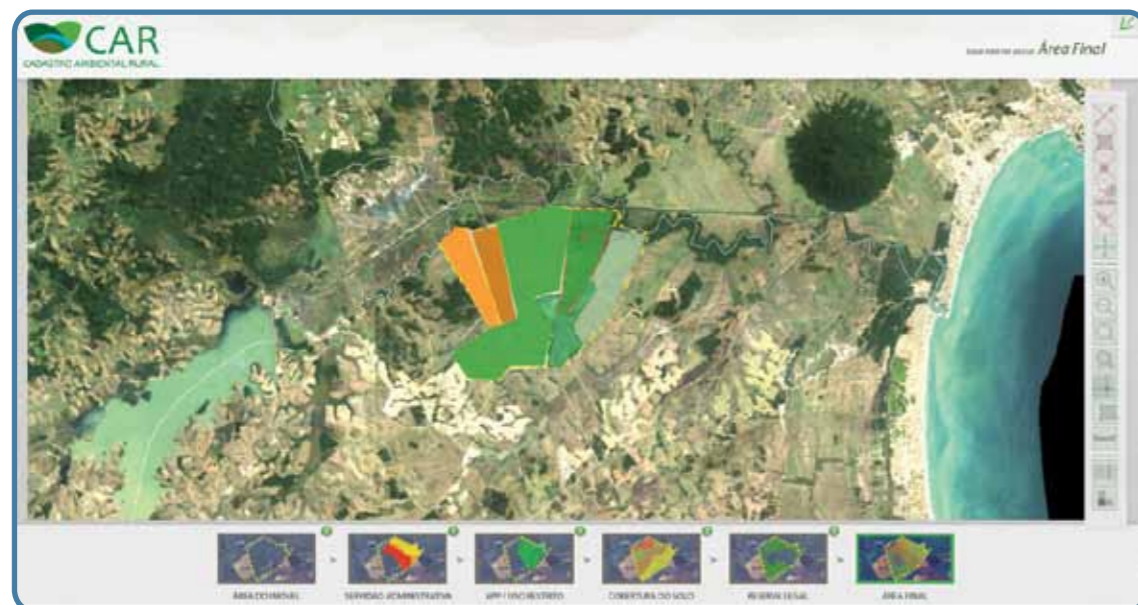 CAR
CADASTRO AMBIENTAL RURAL
Área Final
ÁREA DO IMÓVEL
SERVIDÃO ADMINISTRATIVA
APP / USO RESTRITO
COBERTURA DO SOLO
RESERVA LEGAL
ÁREA FINAL